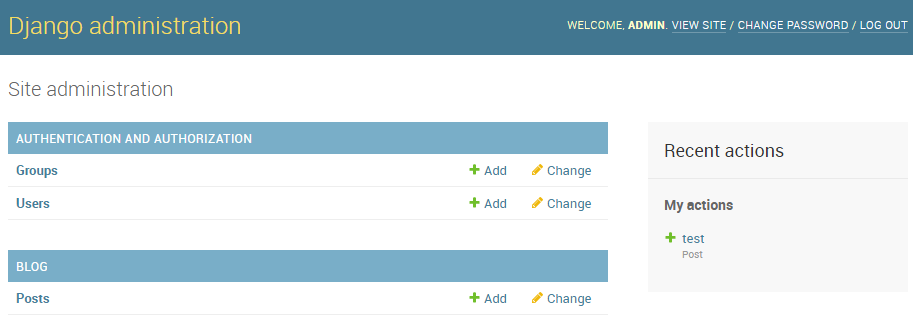 Django administration
WELCOME, ADMIN. VIEW SITE / CHANGE PASSWORD / LOG OUT
Site administration
AUTHENTICATION AND AUTHORIZATION
Groups Add Change
Users Add Change
BLOG
Posts Add Change
Recent actions
My actions
test
Post